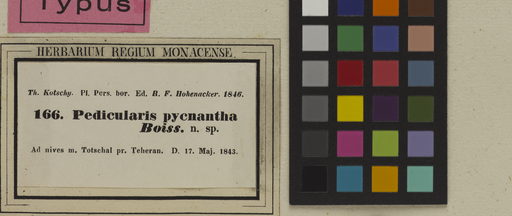 Typus
HERBARIUM REGIUM MONACENSE.
Th. Kotschy. Pl. Pers. bor. Ed. R. F. Hohenacker. 1846.
166. Pedicularis pycnantha
Boiss. n. sp.
Ad nives m. Totschal pr. Teheran. D. 17. Maj. 1843.